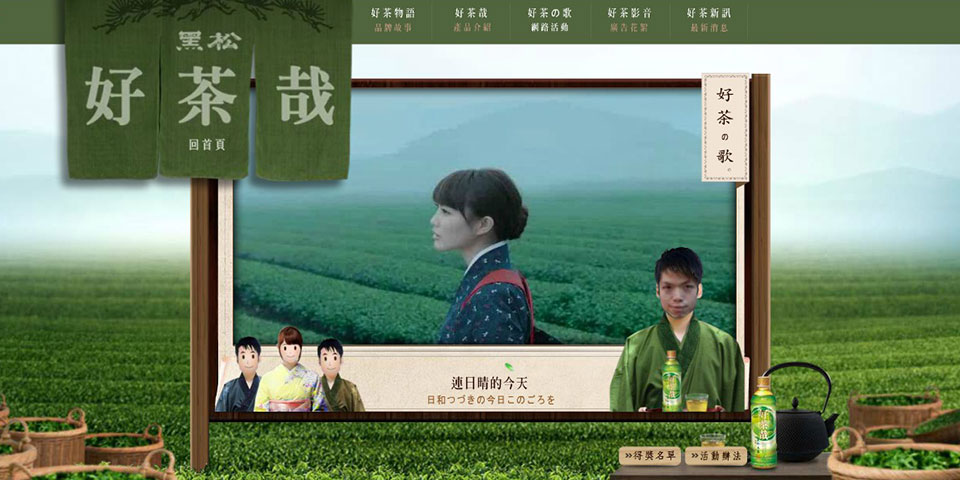 好茶物語
品牌故事
好茶哉
產品介紹
好茶の歌
網路活動
好茶影音
廣告花絮
好茶新訊
最新消息
黑松
好茶哉
回首頁
好茶の歌。
連日晴的今天
日和つづきの今日このごろを
好茶哉
»得獎名單
»活動辦法